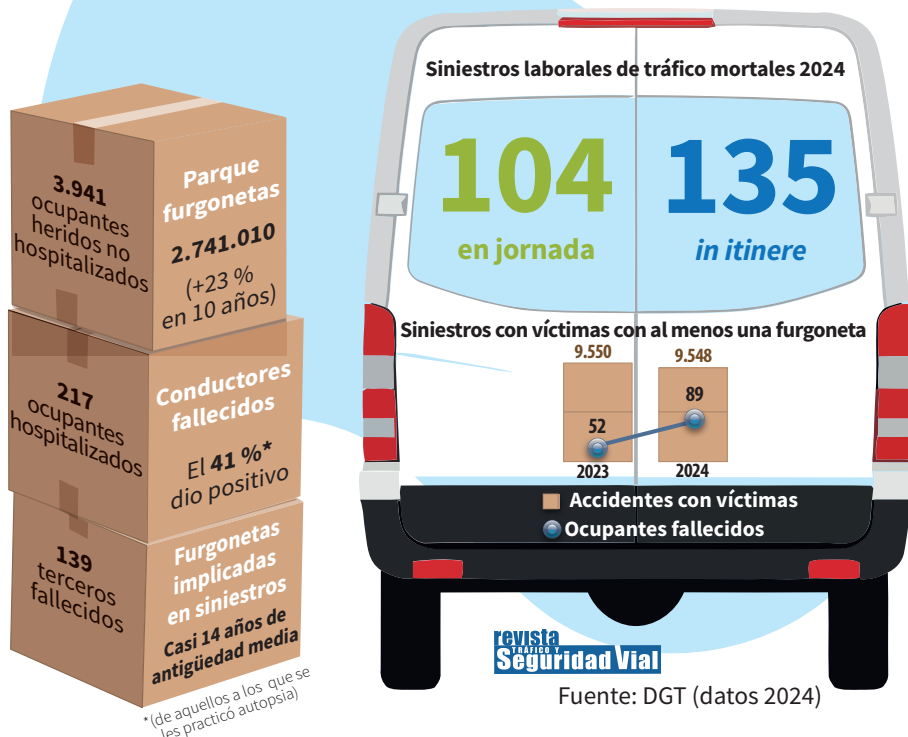 3.941
ocupantes
heridos no
hospitalizados
Parque
furgonetas
2.741.010
(+23 %
en 10 años)
217
ocupantes
hospitalizados
Conductores
fallecidos
El 41 %*
dio positivo
139
terceros
fallecidos
Furgonetas
implicadas
en siniestros
Casi 14 años de
antigüedad media
*(de aquellos a los que se
les practicó autopsia)
Siniestros laborales de tráfico mortales 2024
104
en jornada
135
in itinere
Siniestros con víctimas con al menos una furgoneta
9.550
9.548
52
89
2023
2024
Accidentes con víctimas
Ocupantes fallecidos
revista
TRÁFICO Y
Seguridad Vial
Fuente: DGT (datos 2024)